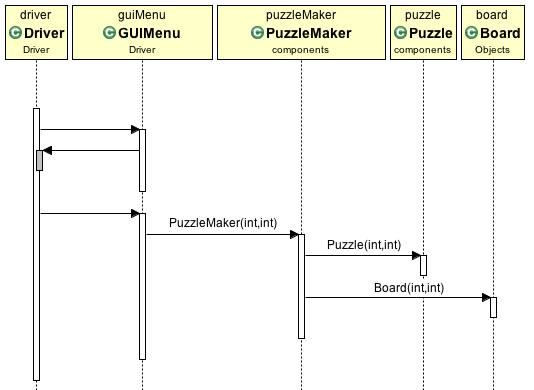 driver
C Driver
Driver
guiMenu
C GUIMenu
Driver
puzzleMaker
C PuzzleMaker
components
puzzle
C Puzzle
components
board
C Board
Objects
PuzzleMaker(int,int)
Puzzle(int,int)
Board(int,int)